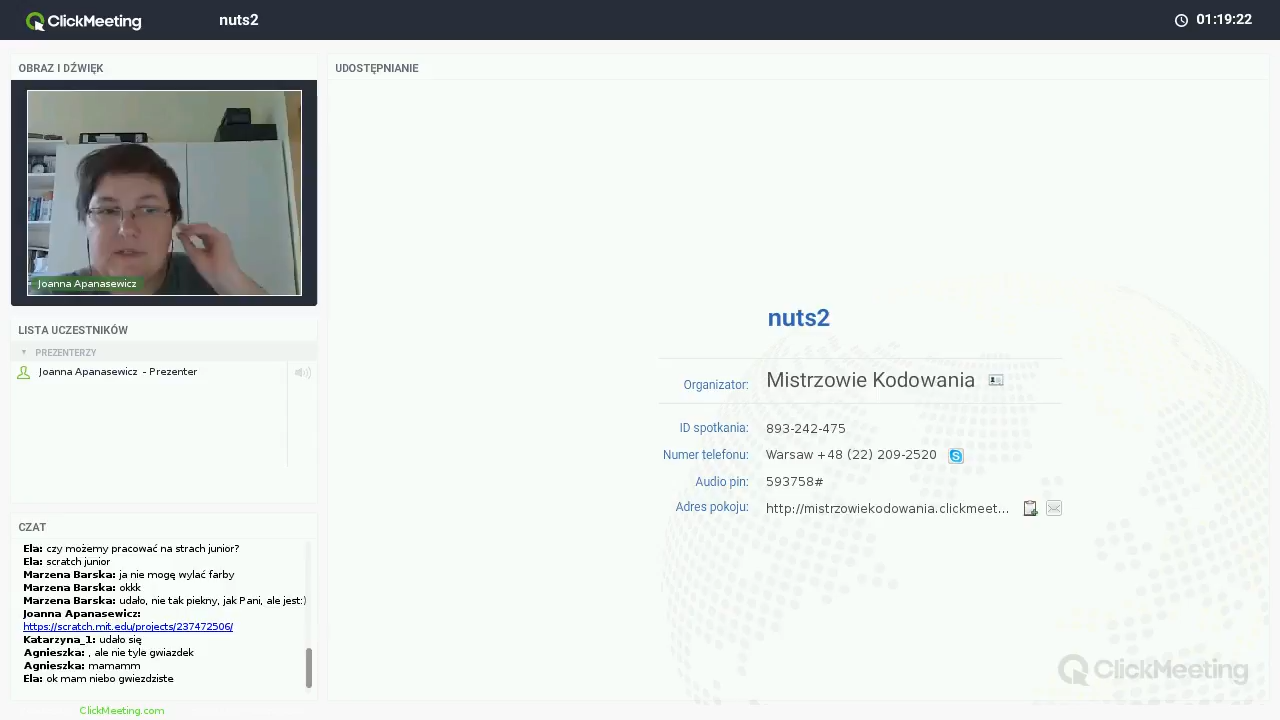 ClickMeeting
nuts2
01:19:22
OBRAZ I DŹWIĘK
Joanna Apanasewicz
LISTA UCZESTNIKÓW
PREZENTERZY
Joanna Apanasewicz - Prezenter
CZAT
Ela: czy możemy pracować na strach junior?
Ela: scratch junior
Marzena Barska: ja nie mogę wylać farby
Marzena Barska: okkk
Marzena Barska: udało, nie tak piekny, jak Pani, ale jest:)
Joanna Apanasewicz:
https://scratch.mit.edu/projects/237472506/
Katarzyna_1: udało się
Agnieszka: , ale nie tyle gwiazdek
Agnieszka: mamamm
Ela: ok mam niebo gwiezdziste
ClickMeeting.com
UDOSTĘPNIANIE
nuts2
Organizator: Mistrzowie Kodowania
ID spotkania: 893-242-475
Numer telefonu: Warsaw +48 (22) 209-2520
Audio pin: 593758#
Adres pokoju: http://mistrzowiekodowania.clickmeet...
ClickMeeting